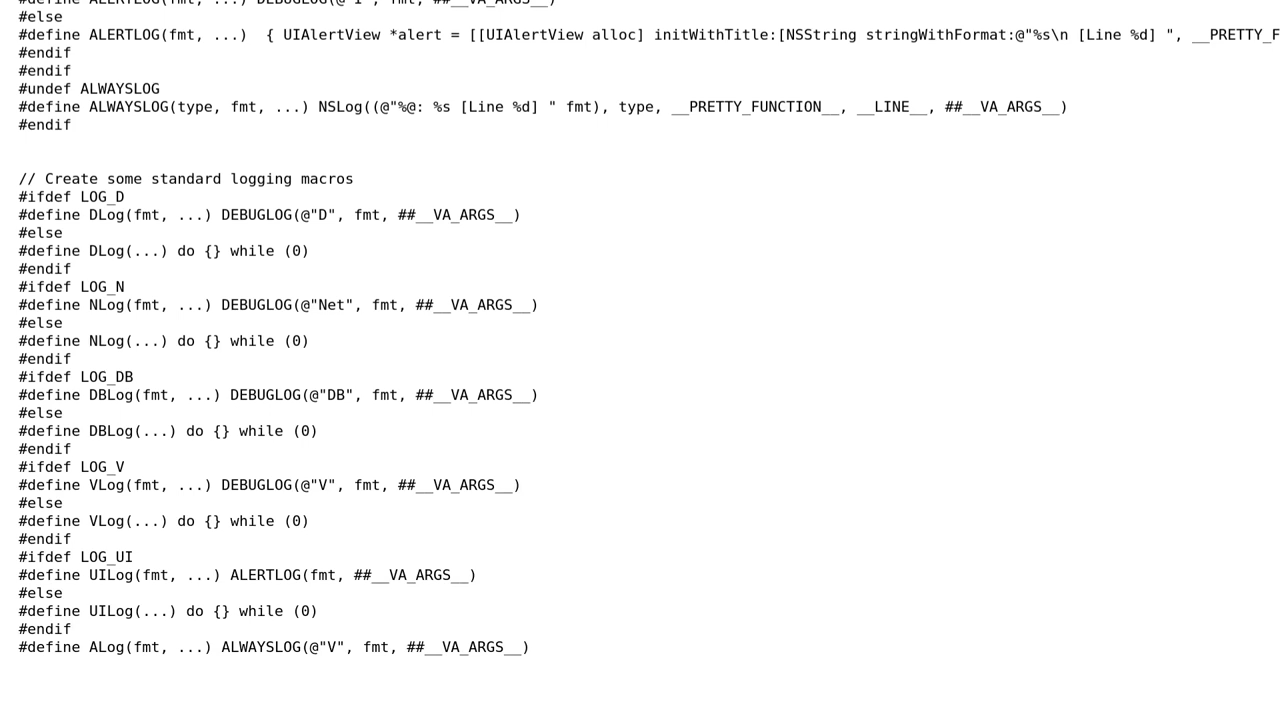 #define ALERTLOG(fmt, ...) DEBUGLOG(@"I", fmt, ##__VA_ARGS__)
#else
#define ALERTLOG(fmt, ...)  { UIAlertView *alert = [[UIAlertView alloc] initWithTitle:[NSString stringWithFormat:@"%s\n [Line %d] ", __PRETTY_F
#endif
#endif
#undef ALWAYSLOG
#define ALWAYSLOG(type, fmt, ...) NSLog((@"%@: %s [Line %d] " fmt), type, __PRETTY_FUNCTION__, __LINE__, ##__VA_ARGS__)
#endif
// Create some standard logging macros
#ifdef LOG_D
#define DLog(fmt, ...) DEBUGLOG(@"D", fmt, ##__VA_ARGS__)
#else
#define DLog(...) do {} while (0)
#endif
#ifdef LOG_N
#define NLog(fmt, ...) DEBUGLOG(@"Net", fmt, ##__VA_ARGS__)
#else
#define NLog(...) do {} while (0)
#endif
#ifdef LOG_DB
#define DBLog(fmt, ...) DEBUGLOG(@"DB", fmt, ##__VA_ARGS__)
#else
#define DBLog(...) do {} while (0)
#endif
#ifdef LOG_V
#define VLog(fmt, ...) DEBUGLOG(@"V", fmt, ##__VA_ARGS__)
#else
#define VLog(...) do {} while (0)
#endif
#ifdef LOG_UI
#define UILog(fmt, ...) ALERTLOG(fmt, ##__VA_ARGS__)
#else
#define UILog(...) do {} while (0)
#endif
#define ALog(fmt, ...) ALWAYSLOG(@"V", fmt, ##__VA_ARGS__)